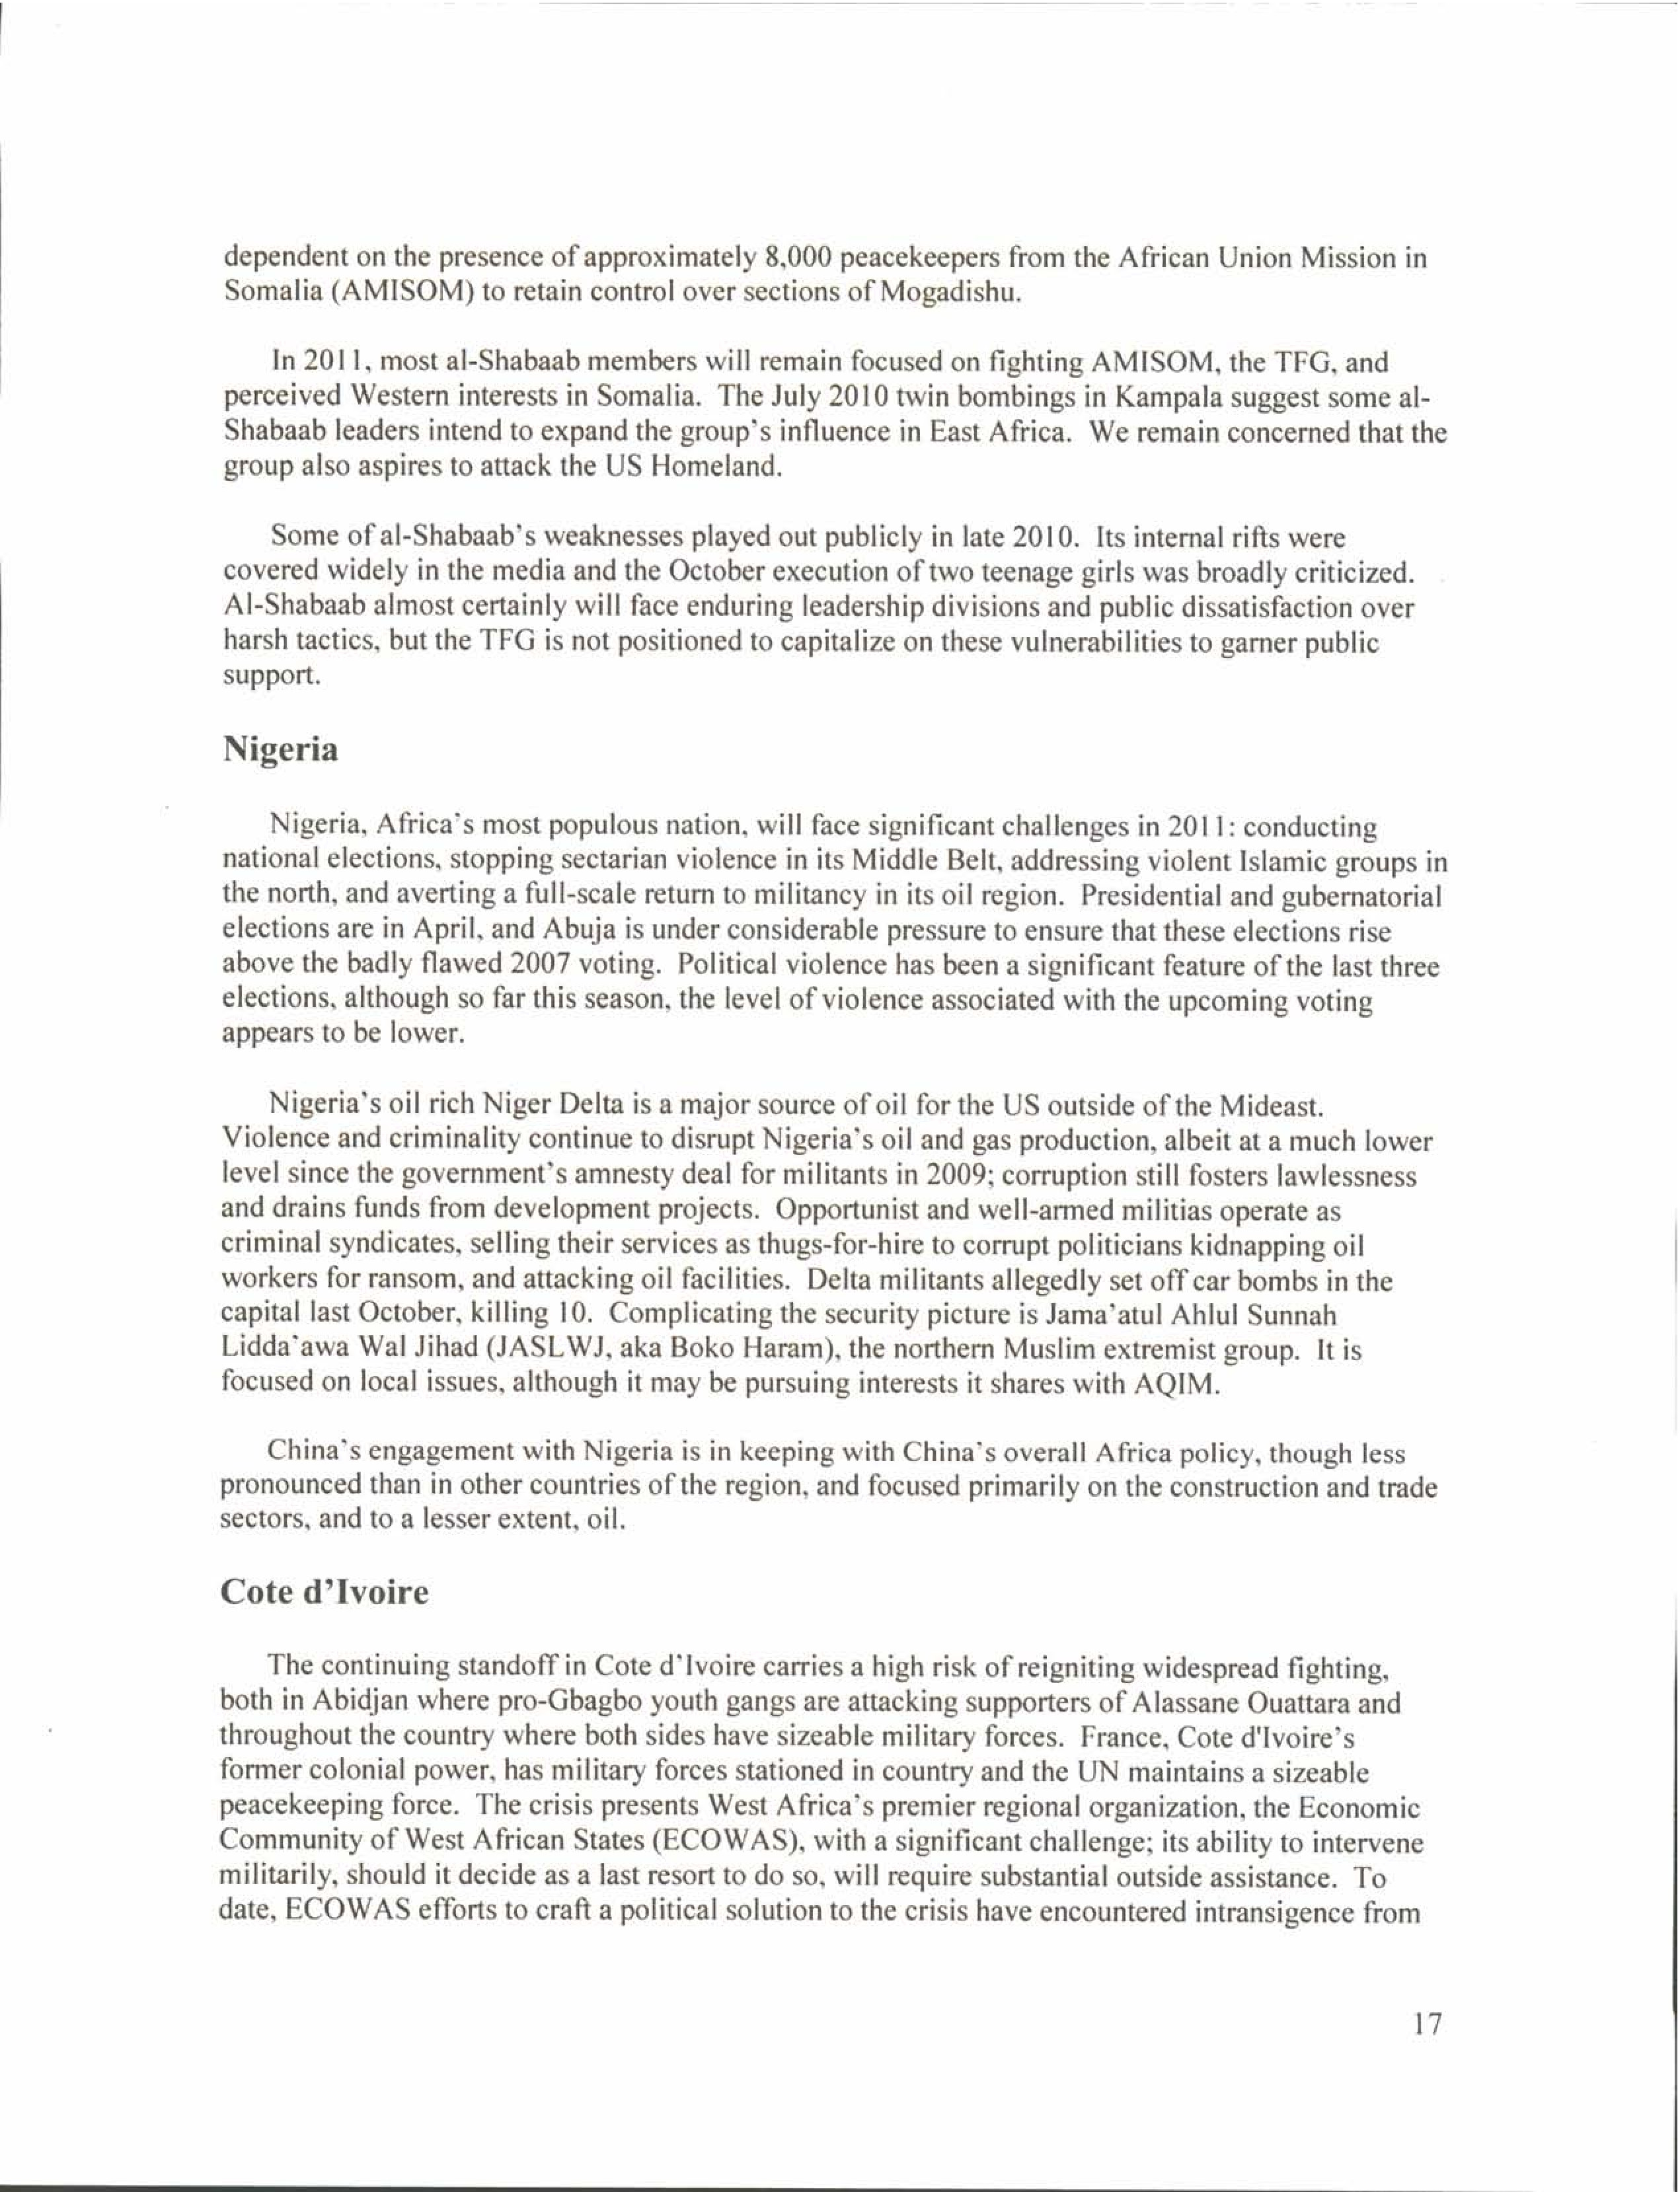 dependent on the presence of approximately 8,000 peacekeepers from the African Union Mission in
Somalia (AMISOM) to retain control over sections of Mogadishu.
In 2011, most al-Shabaab members will remain focused on fighting AMISOM, the TFG, and
perceived Western interests in Somalia. The July 2010 twin bombings in Kampala suggest some al-
Shabaab leaders intend to expand the group's influence in East Africa. We remain concerned that the
group also aspires to attack the US Homeland.
Some of al-Shabaab's weaknesses played out publicly in late 2010. Its internal rifts were
covered widely in the media and the October execution of two teenage girls was broadly criticized.
Al-Shabaab almost certainly will face enduring leadership divisions and public dissatisfaction over
harsh tactics, but the TFG is not positioned to capitalize on these vulnerabilities to garner public
support.
Nigeria
Nigeria, Africa's most populous nation, will face significant challenges in 2011: conducting
national elections, stopping sectarian violence in its Middle Belt, addressing violent Islamic groups in
the north, and averting a full-scale return to militancy in its oil region. Presidential and gubernatorial
elections are in April, and Abuja is under considerable pressure to ensure that these elections rise
above the badly flawed 2007 voting. Political violence has been a significant feature of the last three
elections, although so far this season, the level of violence associated with the upcoming voting
appears to be lower.
Nigeria's oil rich Niger Delta is a major source of oil for the US outside of the Mideast.
Violence and criminality continue to disrupt Nigeria's oil and gas production, albeit at a much lower
level since the government's amnesty deal for militants in 2009; corruption still fosters lawlessness
and drains funds from development projects. Opportunist and well-armed militias operate as
criminal syndicates, selling their services as thugs-for-hire to corrupt politicians kidnapping oil
workers for ransom, and attacking oil facilities. Delta militants allegedly set off car bombs in the
capital last October, killing 10. Complicating the security picture is Jama'atul Ahlul Sunnah
Lidda'awa Wal Jihad (JASLWJ, aka Boko Haram), the northern Muslim extremist group. It is
focused on local issues, although it may be pursuing interests it shares with AQIM.
China's engagement with Nigeria is in keeping with China's overall Africa policy, though less
pronounced than in other countries of the region, and focused primarily on the construction and trade
sectors, and to a lesser extent, oil.
Cote d'Ivoire
The continuing standoff in Cote d'Ivoire carries a high risk of reigniting widespread fighting,
both in Abidjan where pro-Gbagbo youth gangs are attacking supporters of Alassane Ouattara and
throughout the country where both sides have sizeable military forces. France, Cote d'Ivoire's
former colonial power, has military forces stationed in country and the UN maintains a sizeable
peacekeeping force. The crisis presents West Africa's premier regional organization, the Economic
Community of West African States (ECOWAS), with a significant challenge; its ability to intervene
militarily, should it decide as a last resort to do so, will require substantial outside assistance. To
date, ECOWAS efforts to craft a political solution to the crisis have encountered intransigence from
17